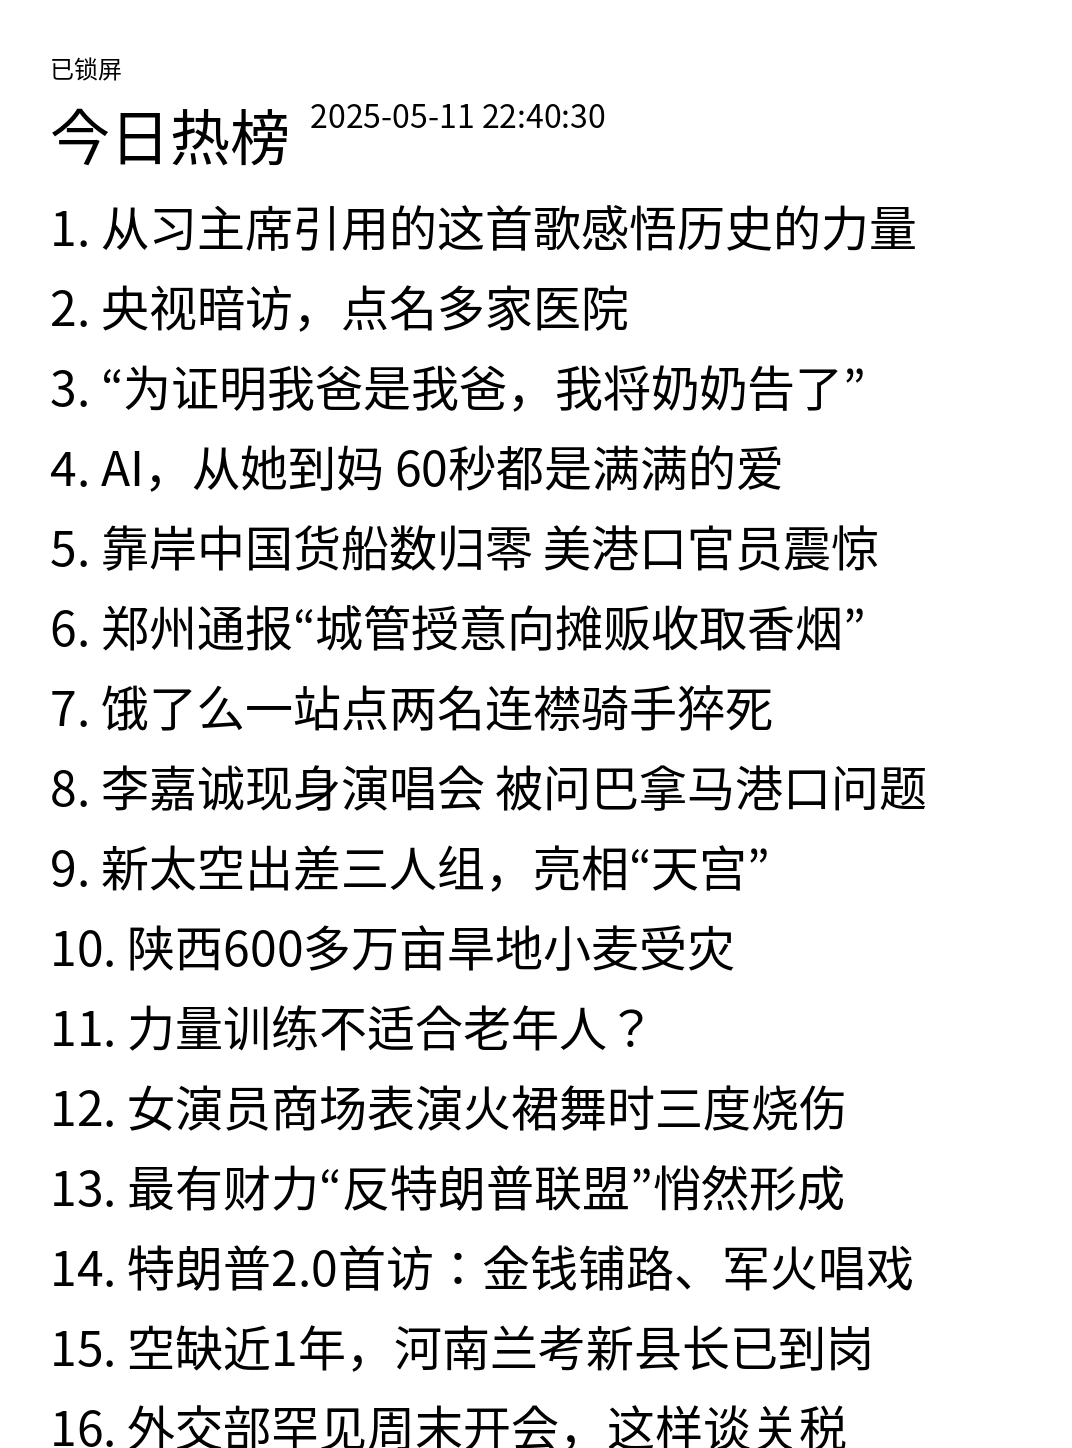 已锁屏
今日热榜 2025-05-11 22:40:30
1. 从习主席引用的这首歌感悟历史的力量
2. 央视暗访，点名多家医院
3. “为证明我爸是我爸，我将奶奶告了”
4. AI，从她到妈 60秒都是满满的爱
5. 靠岸中国货船数归零 美港口官员震惊
6. 郑州通报“城管授意向摊贩收取香烟”
7. 饿了么一站点两名连襟骑手猝死
8. 李嘉诚现身演唱会 被问巴拿马港口问题
9. 新太空出差三人组，亮相“天宫”
10. 陕西600多万亩旱地小麦受灾
11. 力量训练不适合老年人？
12. 女演员商场表演火裙舞时三度烧伤
13. 最有财力“反特朗普联盟”悄然形成
14. 特朗普2.0首访：金钱铺路、军火唱戏
15. 空缺近1年，河南兰考新县长已到岗
16. 外交部罕见周末开会，这样谈关税